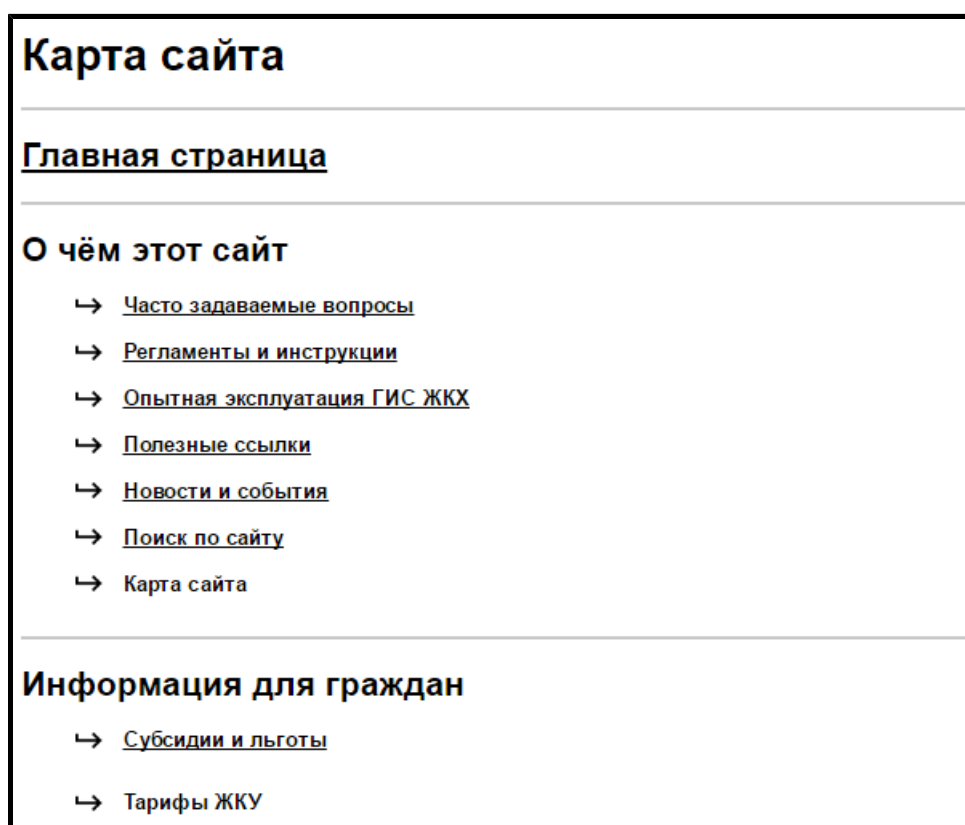 Карта сайта
Главная страница
О чём этот сайт
Часто задаваемые вопросы
Регламенты и инструкции
Опытная эксплуатация ГИС ЖКХ
Полезные ссылки
Новости и события
Поиск по сайту
Карта сайта
Информация для граждан
Субсидии и льготы
Тарифы ЖКУ